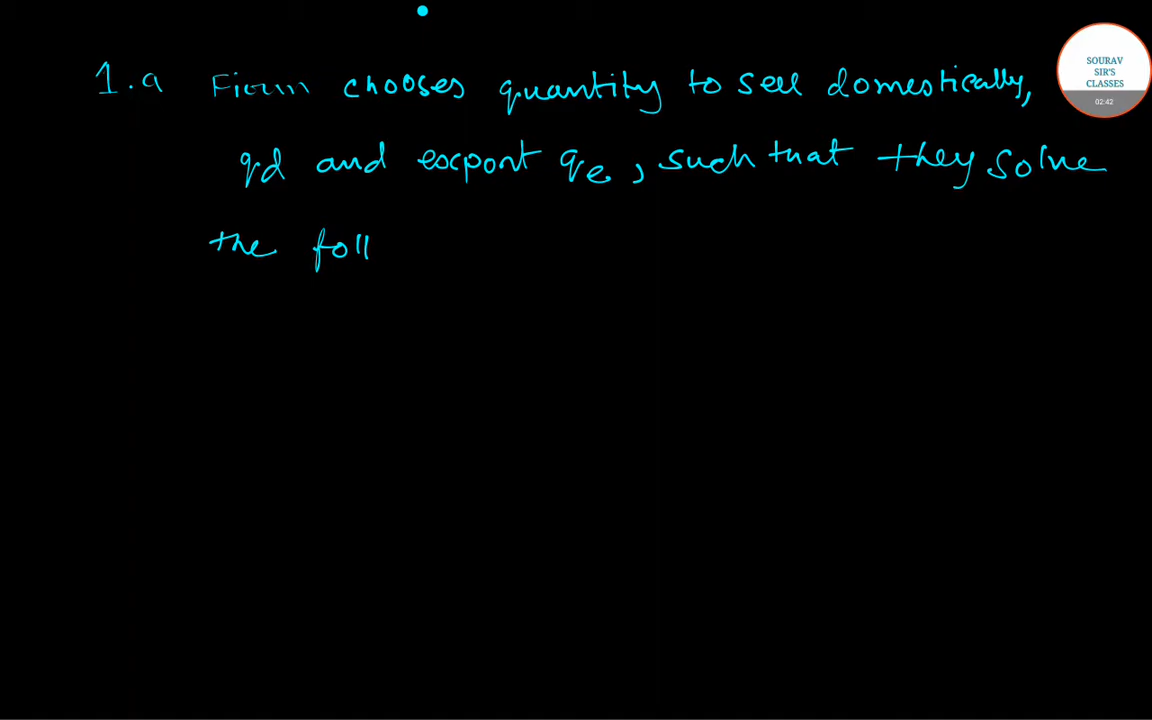 1.a Firm chooses quantity to sell domestically,
qd and export qe, such that they solve
the foll
SOURAV
SIR'S
CLASSES
02:42